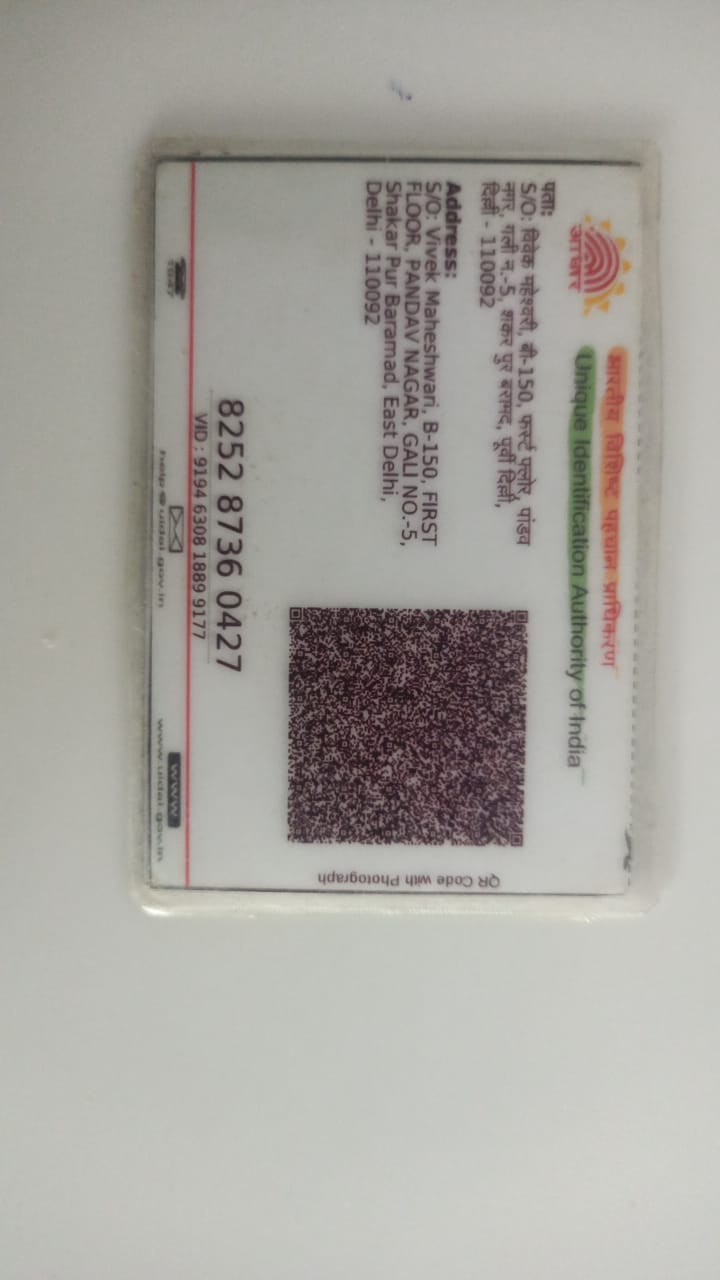 आधार
भारतीय विशिष्ट पहचान प्राधिकरण
Unique Identification Authority of India
पता:
S/O: विवेक महेश्वरी, बी-150, फर्स्ट फ्लोर, पांडव
नगर, गली न.-5, शकर पुर बरामद, पूर्वी दिल्ली,
दिल्ली - 110092
Address:
S/O: Vivek Maheshwari, B-150, FIRST
FLOOR, PANDAV NAGAR, GALI NO.-5,
Shakar Pur Baramad, East Delhi,
Delhi - 110092
QR Code with Photograph
8252 8736 0427
VID : 9194 6308 1889 9177
1947
help@uidai.gov.in
www
www.uidai.gov.in